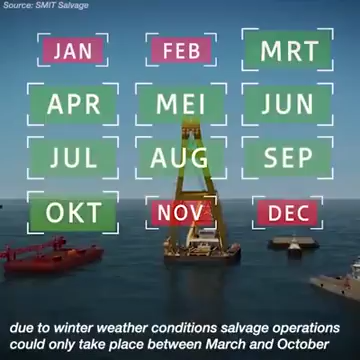 Source: SMIT Salvage
JAN FEB MRT
APR MEI JUN
JUL AUG SEP
OKT NOV DEC
due to winter weather conditions salvage operations
could only take place between March and October